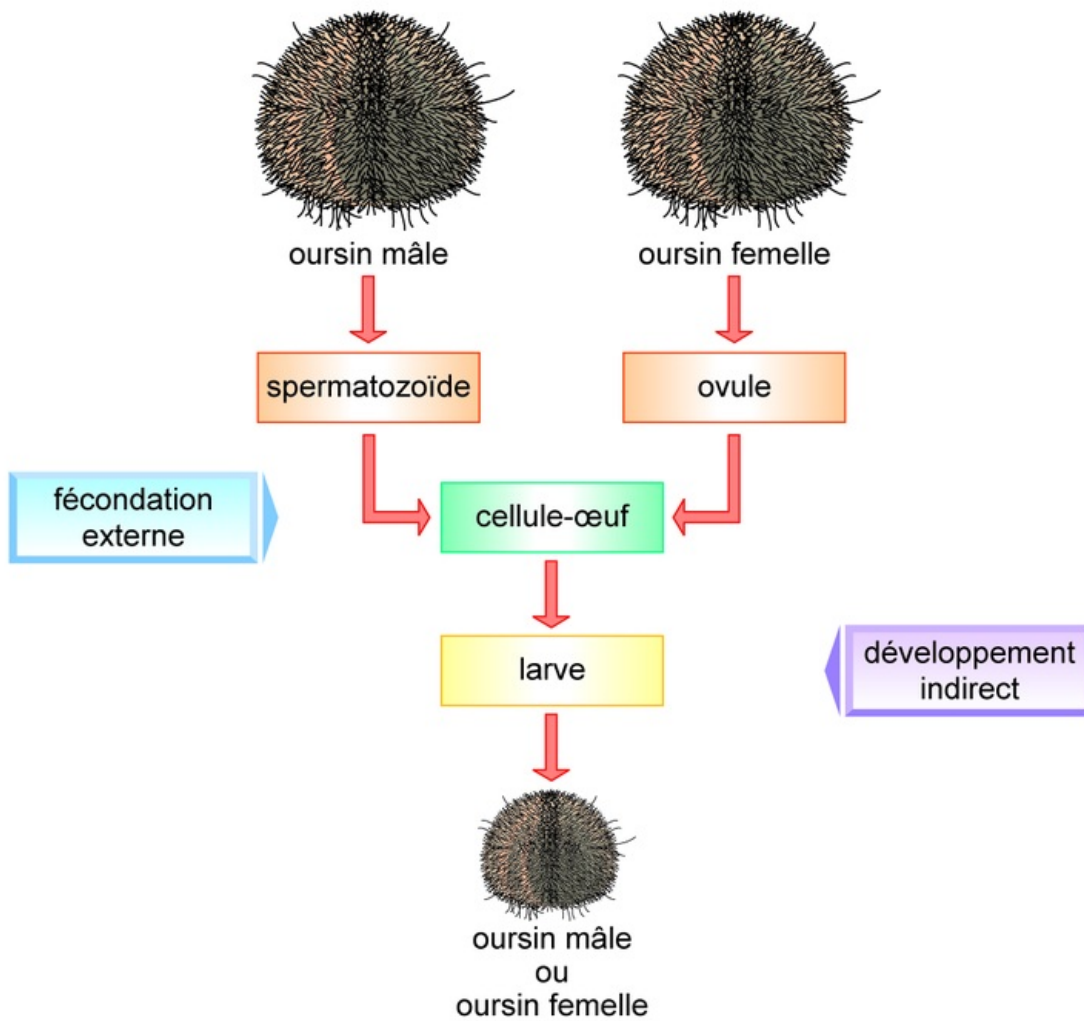 oursin mâle
oursin femelle
spermatozoïde
ovule
fécondation
externe
cellule-œuf
larve
développement
indirect
oursin mâle
ou
oursin femelle